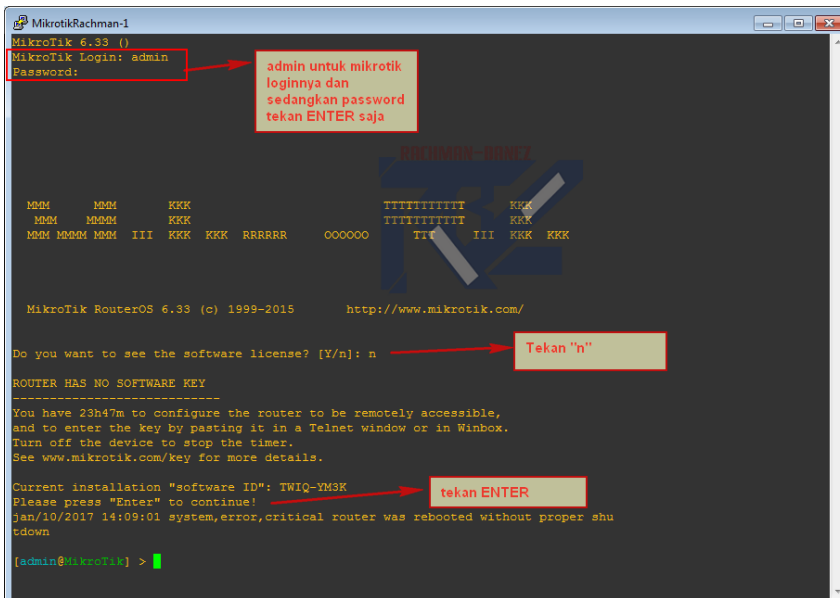 MikrotikRachman-1
MikroTik 6.33 ()
MikroTik Login: admin
Password:
admin untuk mikrotik
loginnya dan
sedangkan password
tekan ENTER saja
RACHMAN-BONEZ
MMM MMM KKK TTTTTTTTTTT KKK
MMM MMMM KKK TTTTTTTTTTT KKK
MMM MMMM MMM III KKK KKK RRRRRR OOOOOO TTT III KKK KKK
MikroTik RouterOS 6.33 (c) 1999-2015 http://www.mikrotik.com/
Do you want to see the software license? [Y/n]: n
Tekan "n"
ROUTER HAS NO SOFTWARE KEY
----------------------------
You have 23h47m to configure the router to be remotely accessible,
and to enter the key by pasting it in a Telnet window or in Winbox.
Turn off the device to stop the timer.
See www.mikrotik.com/key for more details.
Current installation "software ID": TWIQ-YM3K
Please press "Enter" to continue!
tekan ENTER
jan/10/2017 14:09:01 system,error,critical router was rebooted without proper shu
tdown
[admin@MikroTik] >